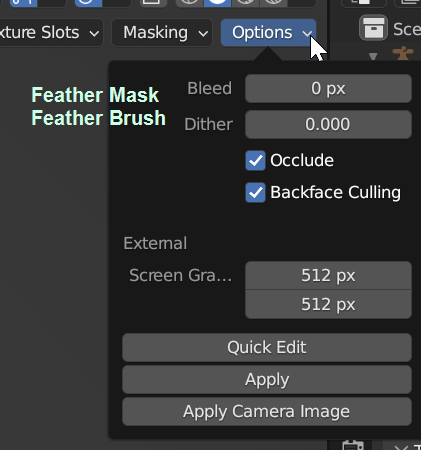 xture Slots Masking Options Sce
Feather Mask
Feather Brush
Bleed 0 px
Dither 0.000
Occlude
Backface Culling
External
Screen Gra... 512 px
512 px
Quick Edit
Apply
Apply Camera Image